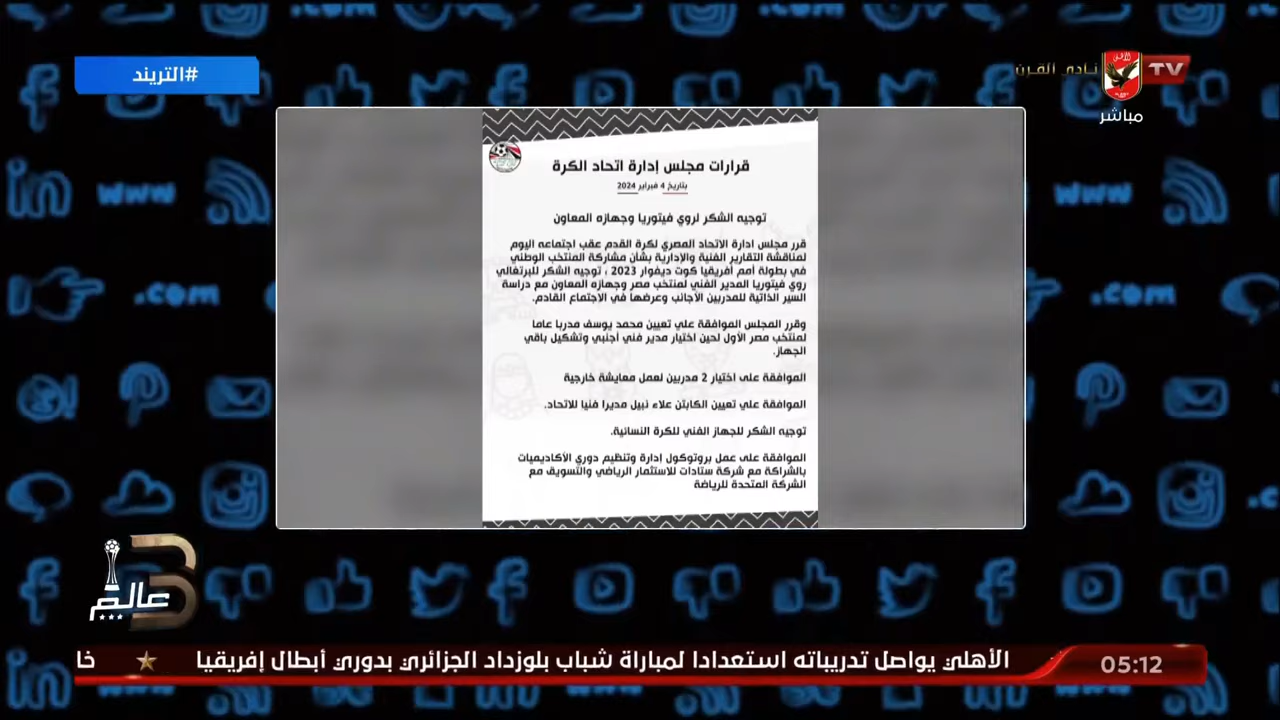 #التريند
نادي القرن
TV
مباشر
قرارات مجلس إدارة اتحاد الكرة
بتاريخ 4 فبراير 2024
توجيه الشكر لروي فيتوريا وجهازه المعاون
قرر مجلس ادارة الاتحاد المصري لكرة القدم عقب اجتماعه اليوم
لمناقشة التقارير الفنية والإدارية بشأن مشاركة المنتخب الوطني
في بطولة أمم أفريقيا كوت ديفوار 2023 ، توجيه الشكر للبرتغالي
روي فيتوريا المدير الفني لمنتخب مصر وجهازه المعاون مع دراسة
السير الذاتية للمدربين الأجانب وعرضها في الإجتماع القادم.
وقرر المجلس الموافقة علي تعيين محمد يوسف مدربا عاما
لمنتخب مصر الأول لحين اختيار مدير فني أجنبي وتشكيل باقي
الجهاز.
الموافقة على اختيار 2 مدربين لعمل معايشة خارجية
الموافقة علي تعيين الكابتن علاء نبيل مديرا فنيا للاتحاد.
توجيه الشكر للجهاز الفني للكرة النسائية.
الموافقة على عمل بروتوكول إدارة وتنظيم دوري الأكاديميات
بالشراكة مع شركة ستادات للاستثمار الرياضي والتسويق مع
الشركة المتحدة للرياضة
3 عالم
www
.com
.com
الأهلي يواصل تدريباته استعدادا لمباراة شباب بلوزداد الجزائري بدوري أبطال إفريقيا
خا
05:12